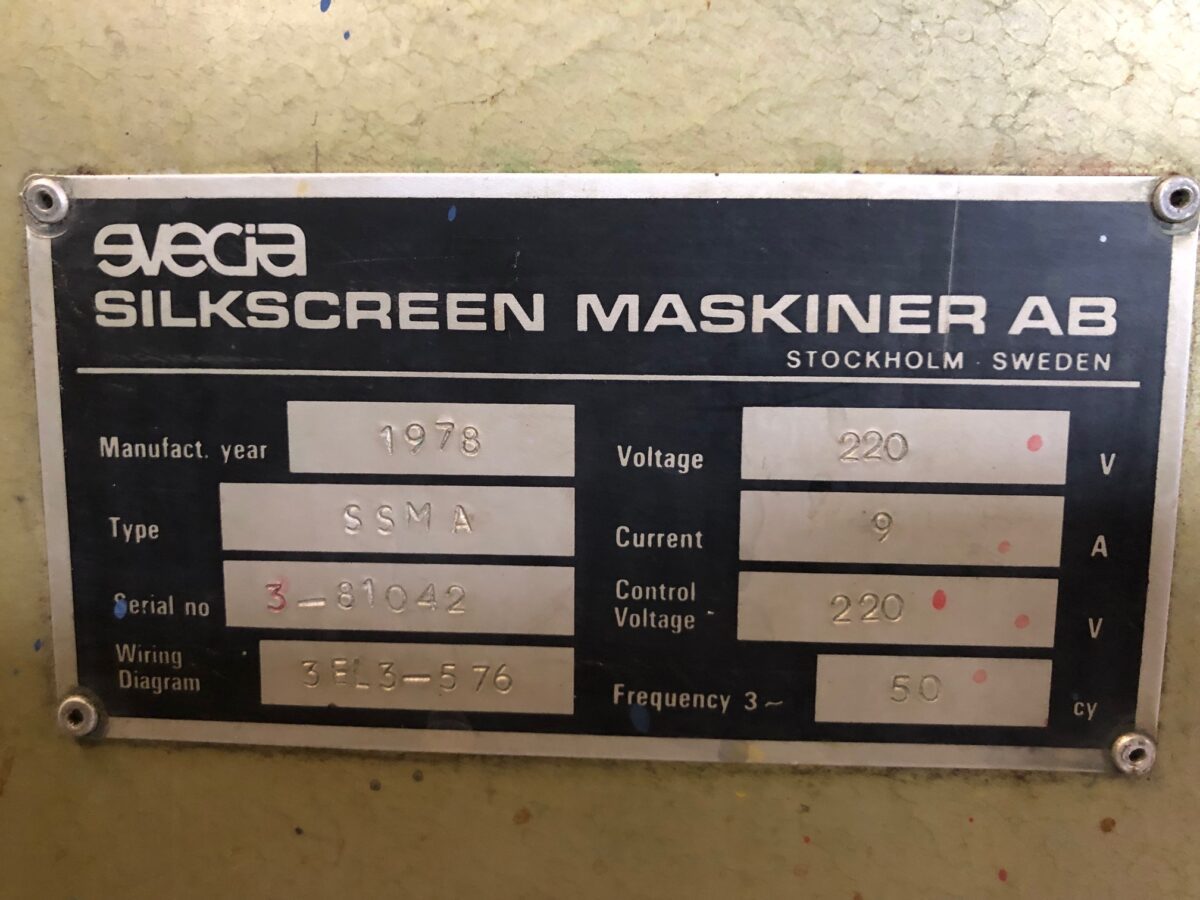 svecia
SILKSCREEN MASKINER AB
STOCKHOLM · SWEDEN
Manufact. year 1978
Type SSMA
Serial no 3-81042
Wiring Diagram 3EL3-576
Voltage 220 V
Current 9 A
Control Voltage 220 V
Frequency 3~ 50 cy